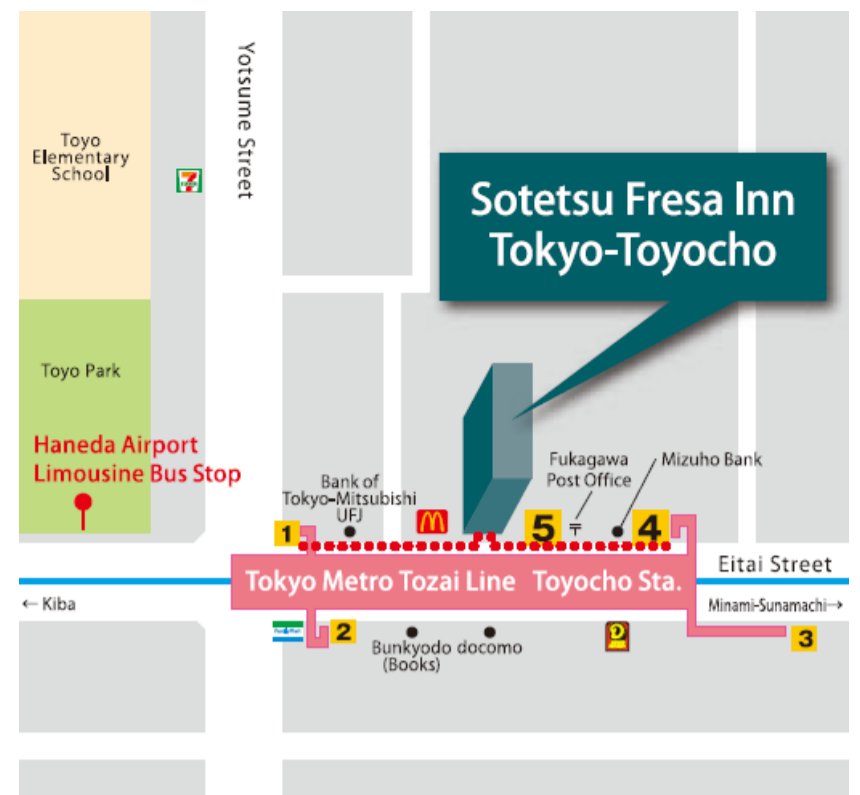 Yotsume Street
Toyo
Elementary
School
7
Sotetsu Fresa Inn
Tokyo-Toyocho
Toyo Park
Haneda Airport
Limousine Bus Stop
Bank of
Tokyo-Mitsubishi
UFJ
Fukagawa
Post Office
Mizuho Bank
1
5
〒
4
Tokyo Metro Tozai Line Toyocho Sta.
Eitai Street
← Kiba
Minami-Sunamachi→
FamilyMart
2
Bunkyodo
(Books)
docomo
3